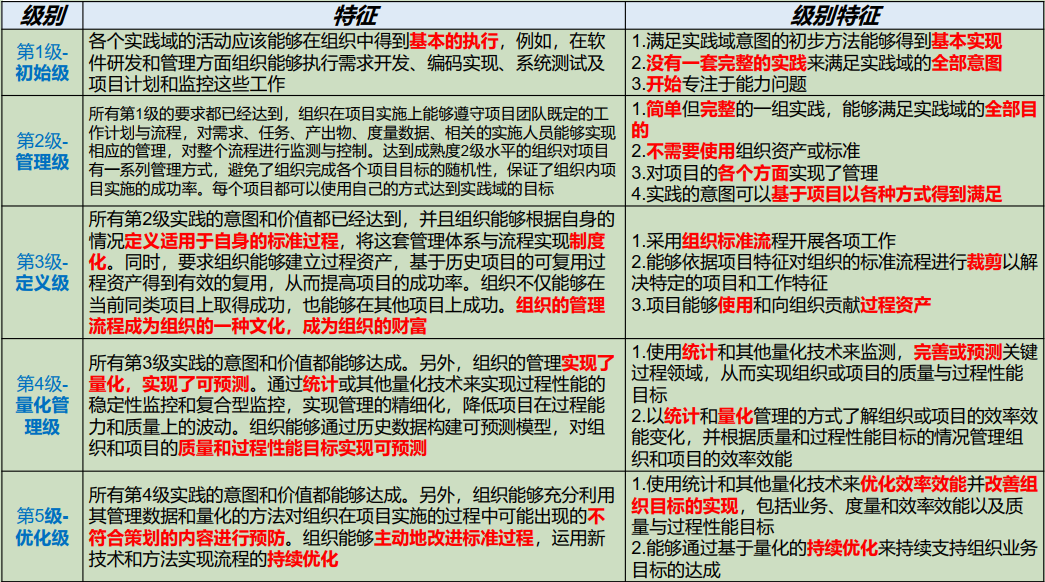 级别
特征
级别特征
第1级-
初始级
各个实践域的活动应该能够在组织中得到基本的执行，例如，在软
件研发和管理方面组织能够执行需求开发、编码实现、系统测试及
项目计划和监控这些工作
1.满足实践域意图的初步方法能够得到基本实现
2.没有一套完整的实践来满足实践域的全部意图
3.开始专注于能力问题
第2级-
管理级
所有第1级的要求都已经达到，组织在项目实施上能够遵守项目团队既定的工
作计划与流程，对需求、任务、产出物、度量数据、相关的实施人员能够实现
相应的管理，对整个流程进行监测与控制。达到成熟度2级水平的组织对项目
有一系列管理方式，避免了组织完成各个项目目标的随机性，保证了组织内项
目实施的成功率。每个项目都可以使用自己的方式达到实践域的目标
1.简单但完整的一组实践，能够满足实践域的全部目
的
2.不需要使用组织资产或标准
3.对项目的各个方面实现了管理
4.实践的意图可以基于项目以各种方式得到满足
第3级-
定义级
所有第2级实践的意图和价值都已经达到，并且组织能够根据自身的
情况定义适用于自身的标准过程，将这套管理体系与流程实现制度
化。同时，要求组织能够建立过程资产，基于历史项目的可复用过
程资产得到有效的复用，从而提高项目的成功率。组织不仅能够在
当前同类项目上取得成功，也能够在其他项目上成功。组织的管理
流程成为组织的一种文化，成为组织的财富
1.采用组织标准流程开展各项工作
2.能够依据项目特征对组织的标准流程进行裁剪以解
决特定的项目和工作特征
3.项目能够使用和向组织贡献过程资产
第4级-
量化管
理级
所有第3级实践的意图和价值都能够达成。另外，组织的管理实现了
量化，实现了可预测。通过统计或其他量化技术来实现过程性能的
稳定性监控和复合型监控，实现管理的精细化，降低项目在过程能
力和质量上的波动。组织能够通过历史数据构建可预测模型，对组
织和项目的质量和过程性能目标实现可预测
1.使用统计和其他量化技术来监测，完善或预测关键
过程领域，从而实现组织或项目的质量与过程性能
目标
2.以统计和量化管理的方式了解组织或项目的效率效
能变化，并根据质量和过程性能目标的情况管理组
织和项目的效率效能
第5级-
优化级
所有第4级实践的意图和价值都能够达成。另外，组织能够充分利用
其管理数据和量化的方法对组织在项目实施的过程中可能出现的不
符合策划的内容进行预防。组织能够主动地改进标准过程，运用新
技术和方法实现流程的持续优化
1.使用统计和其他量化技术来优化效率效能并改善组
织目标的实现，包括业务、度量和效率效能以及质
量与过程性能目标
2.能够通过基于量化的持续优化来持续支持组织业务
目标的达成